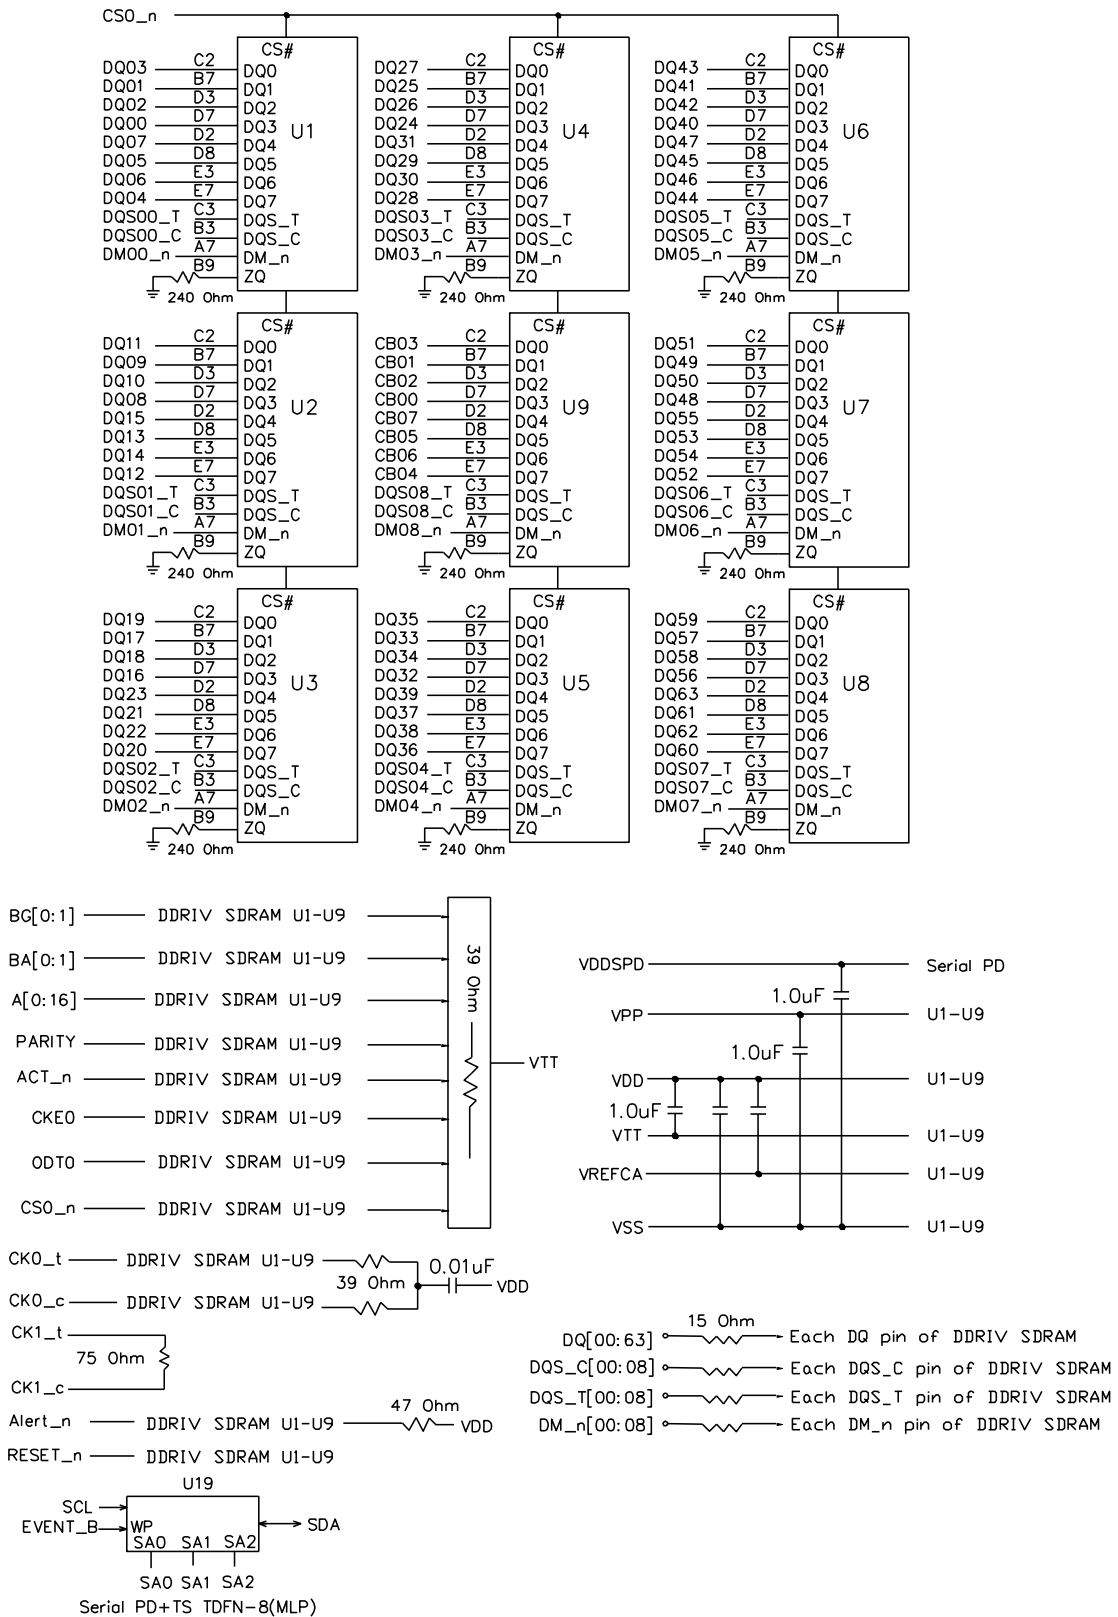 CS0_n
CS# CS# CS#
DQ03 C2 DQ0 DQ27 C2 DQ0 DQ43 C2 DQ0
DQ01 B7 DQ1 DQ25 B7 DQ1 DQ41 B7 DQ1
DQ02 D3 DQ2 DQ26 D3 DQ2 DQ42 D3 DQ2
DQ00 D7 DQ3 U1 DQ24 D7 DQ3 U4 DQ40 D7 DQ3 U6
DQ07 D2 DQ4 DQ31 D2 DQ4 DQ47 D2 DQ4
DQ05 D8 DQ5 DQ29 D8 DQ5 DQ45 D8 DQ5
DQ06 E3 DQ6 DQ30 E3 DQ6 DQ46 E3 DQ6
DQ04 E7 DQ7 DQ28 E7 DQ7 DQ44 E7 DQ7
DQS00_T C3 DQS_T DQS03_T C3 DQS_T DQS05_T C3 DQS_T
DQS00_C B3 DQS_C DQS03_C B3 DQS_C DQS05_C B3 DQS_C
DM00_n A7 DM_n DM03_n A7 DM_n DM05_n A7 DM_n
B9 ZQ B9 ZQ B9 ZQ
240 Ohm 240 Ohm 240 Ohm
CS# CS# CS#
DQ11 C2 DQ0 CB03 C2 DQ0 DQ51 C2 DQ0
DQ09 B7 DQ1 CB01 B7 DQ1 DQ49 B7 DQ1
DQ10 D3 DQ2 CB02 D3 DQ2 DQ50 D3 DQ2
DQ08 D7 DQ3 U2 CB00 D7 DQ3 U9 DQ48 D7 DQ3 U7
DQ15 D2 DQ4 CB07 D2 DQ4 DQ55 D2 DQ4
DQ13 D8 DQ5 CB05 D8 DQ5 DQ53 D8 DQ5
DQ14 E3 DQ6 CB06 E3 DQ6 DQ54 E3 DQ6
DQ12 E7 DQ7 CB04 E7 DQ7 DQ52 E7 DQ7
DQS01_T C3 DQS_T DQS08_T C3 DQS_T DQS06_T C3 DQS_T
DQS01_C B3 DQS_C DQS08_C B3 DQS_C DQS06_C B3 DQS_C
DM01_n A7 DM_n DM08_n A7 DM_n DM06_n A7 DM_n
B9 ZQ B9 ZQ B9 ZQ
240 Ohm 240 Ohm 240 Ohm
CS# CS# CS#
DQ19 C2 DQ0 DQ35 C2 DQ0 DQ59 C2 DQ0
DQ17 B7 DQ1 DQ33 B7 DQ1 DQ57 B7 DQ1
DQ18 D3 DQ2 DQ34 D3 DQ2 DQ58 D3 DQ2
DQ16 D7 DQ3 U3 DQ32 D7 DQ3 U5 DQ56 D7 DQ3 U8
DQ23 D2 DQ4 DQ39 D2 DQ4 DQ63 D2 DQ4
DQ21 D8 DQ5 DQ37 D8 DQ5 DQ61 D8 DQ5
DQ22 E3 DQ6 DQ38 E3 DQ6 DQ62 E3 DQ6
DQ20 E7 DQ7 DQ36 E7 DQ7 DQ60 E7 DQ7
DQS02_T C3 DQS_T DQS04_T C3 DQS_T DQS07_T C3 DQS_T
DQS02_C B3 DQS_C DQS04_C B3 DQS_C DQS07_C B3 DQS_C
DM02_n A7 DM_n DM04_n A7 DM_n DM07_n A7 DM_n
B9 ZQ B9 ZQ B9 ZQ
240 Ohm 240 Ohm 240 Ohm
BG[0:1] DDRIV SDRAM U1-U9
BA[0:1] DDRIV SDRAM U1-U9
A[0:16] DDRIV SDRAM U1-U9
PARITY DDRIV SDRAM U1-U9
ACT_n DDRIV SDRAM U1-U9
CKE0 DDRIV SDRAM U1-U9
ODT0 DDRIV SDRAM U1-U9
CS0_n DDRIV SDRAM U1-U9
39 Ohm
VTT
VDDSPD Serial PD
1.0uF
VPP U1-U9
1.0uF
VDD U1-U9
1.0uF
VTT U1-U9
VREFCA U1-U9
VSS U1-U9
CK0_t DDRIV SDRAM U1-U9
39 Ohm 0.01uF VDD
CK0_c DDRIV SDRAM U1-U9
CK1_t
75 Ohm
CK1_c
Alert_n DDRIV SDRAM U1-U9 47 Ohm VDD
RESET_n DDRIV SDRAM U1-U9
15 Ohm
DQ[00:63] Each DQ pin of DDRIV SDRAM
DQS_C[00:08] Each DQS_C pin of DDRIV SDRAM
DQS_T[00:08] Each DQS_T pin of DDRIV SDRAM
DM_n[00:08] Each DM_n pin of DDRIV SDRAM
U19
SCL
EVENT_B WP SDA
SA0 SA1 SA2
SA0 SA1 SA2
Serial PD+TS TDFN-8(MLP)